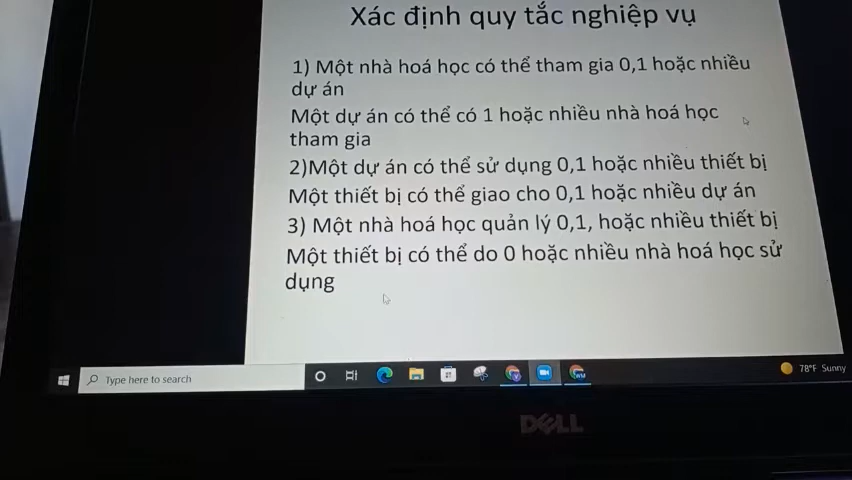 Xác định quy tắc nghiệp vụ
1) Một nhà hoá học có thể tham gia 0,1 hoặc nhiều
dự án
Một dự án có thể có 1 hoặc nhiều nhà hoá học
tham gia
2)Một dự án có thể sử dụng 0,1 hoặc nhiều thiết bị
Một thiết bị có thể giao cho 0,1 hoặc nhiều dự án
3) Một nhà hoá học quản lý 0,1, hoặc nhiều thiết bị
Một thiết bị có thể do 0 hoặc nhiều nhà hoá học sử
dụng
Type here to search
WM
78°F Sunny
DELL